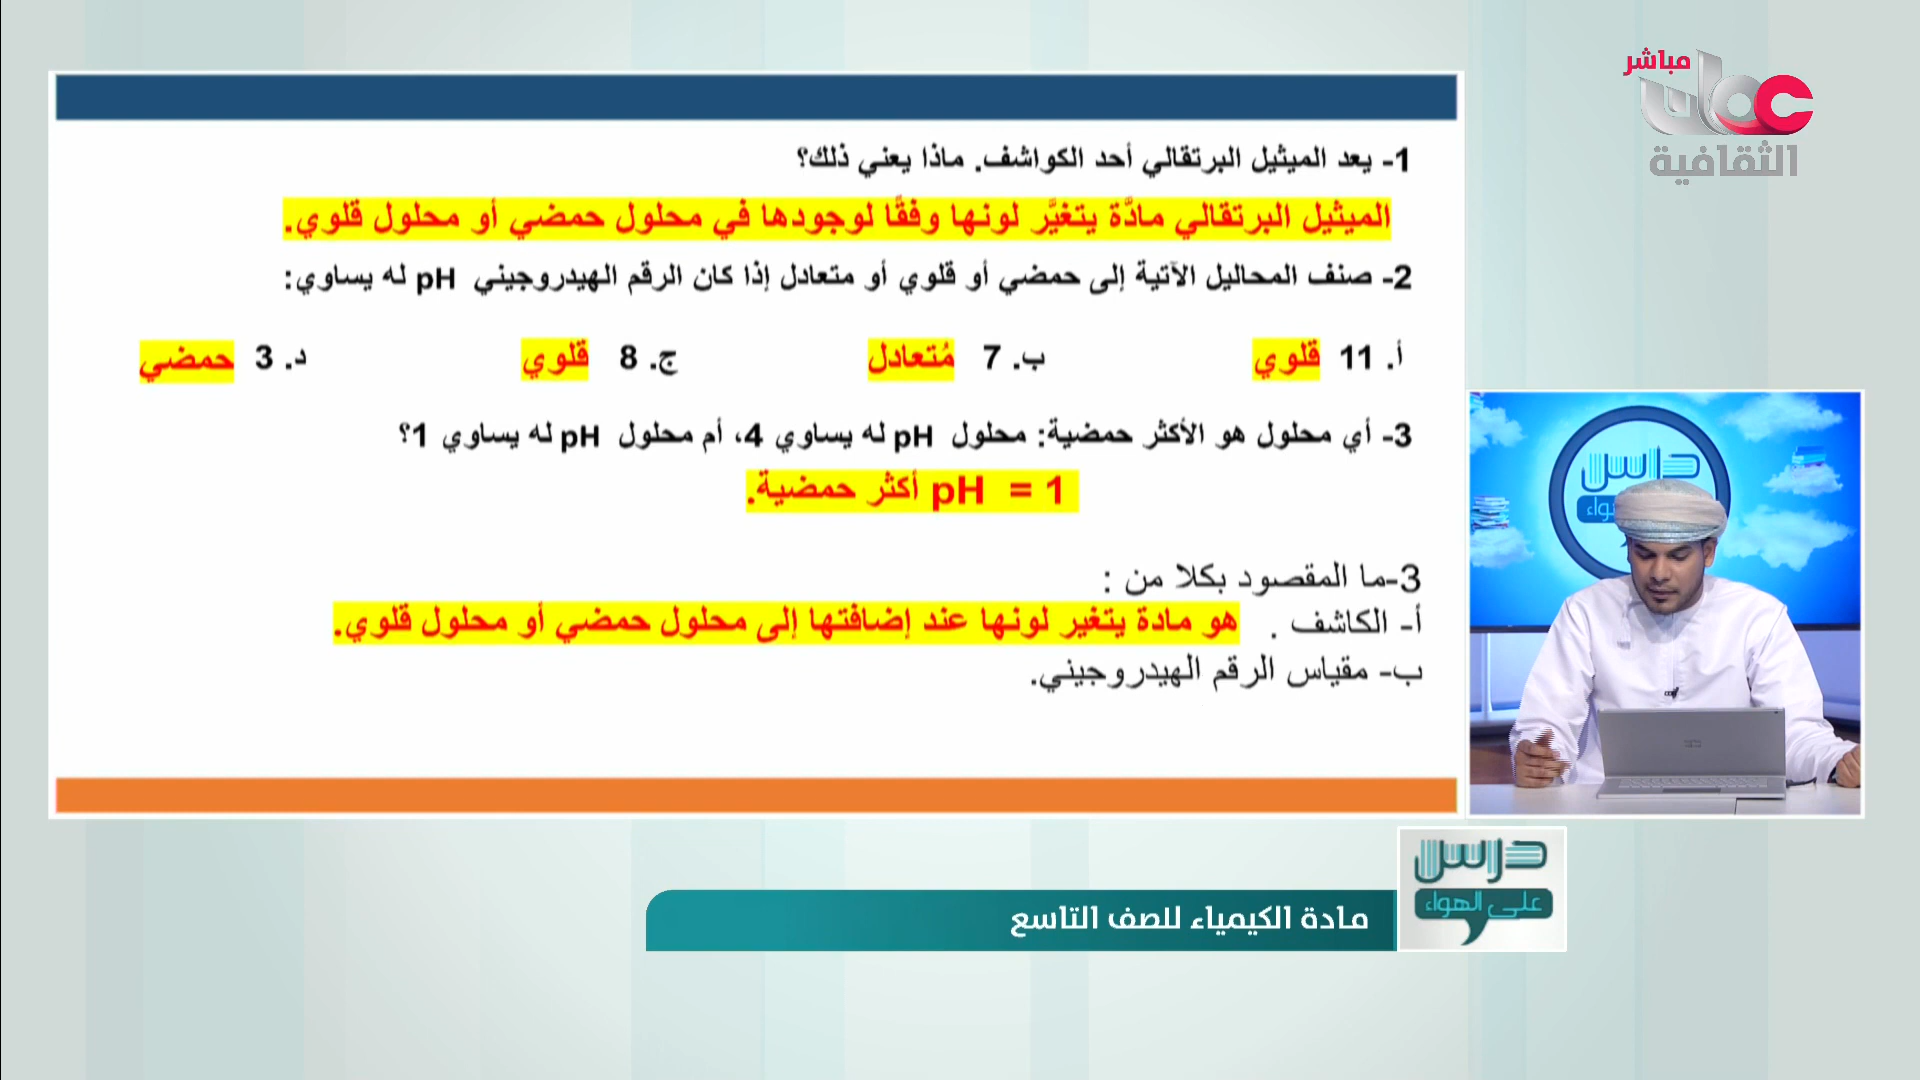 مباشر
عمان
الثقافية
1- يعد الميثيل البرتقالي أحد الكواشف. ماذا يعني ذلك؟
الميثيل البرتقالي مادَّة يتغيَّر لونها وفقًا لوجودها في محلول حمضي أو محلول قلوي.
2- صنف المحاليل الآتية إلى حمضي أو قلوي أو متعادل إذا كان الرقم الهيدروجيني pH له يساوي:
أ. 11 قلوي ب. 7 مُتعادل ج. 8 قلوي د. 3 حمضي
3- أي محلول هو الأكثر حمضية: محلول pH له يساوي 4، أم محلول pH له يساوي 1؟
pH = 1 أكثر حمضية.
3-ما المقصود بكلا من :
أ- الكاشف . هو مادة يتغير لونها عند إضافتها إلى محلول حمضي أو محلول قلوي.
ب- مقياس الرقم الهيدروجيني.
درس
هواء
درس
على الهواء
مادة الكيمياء للصف التاسع